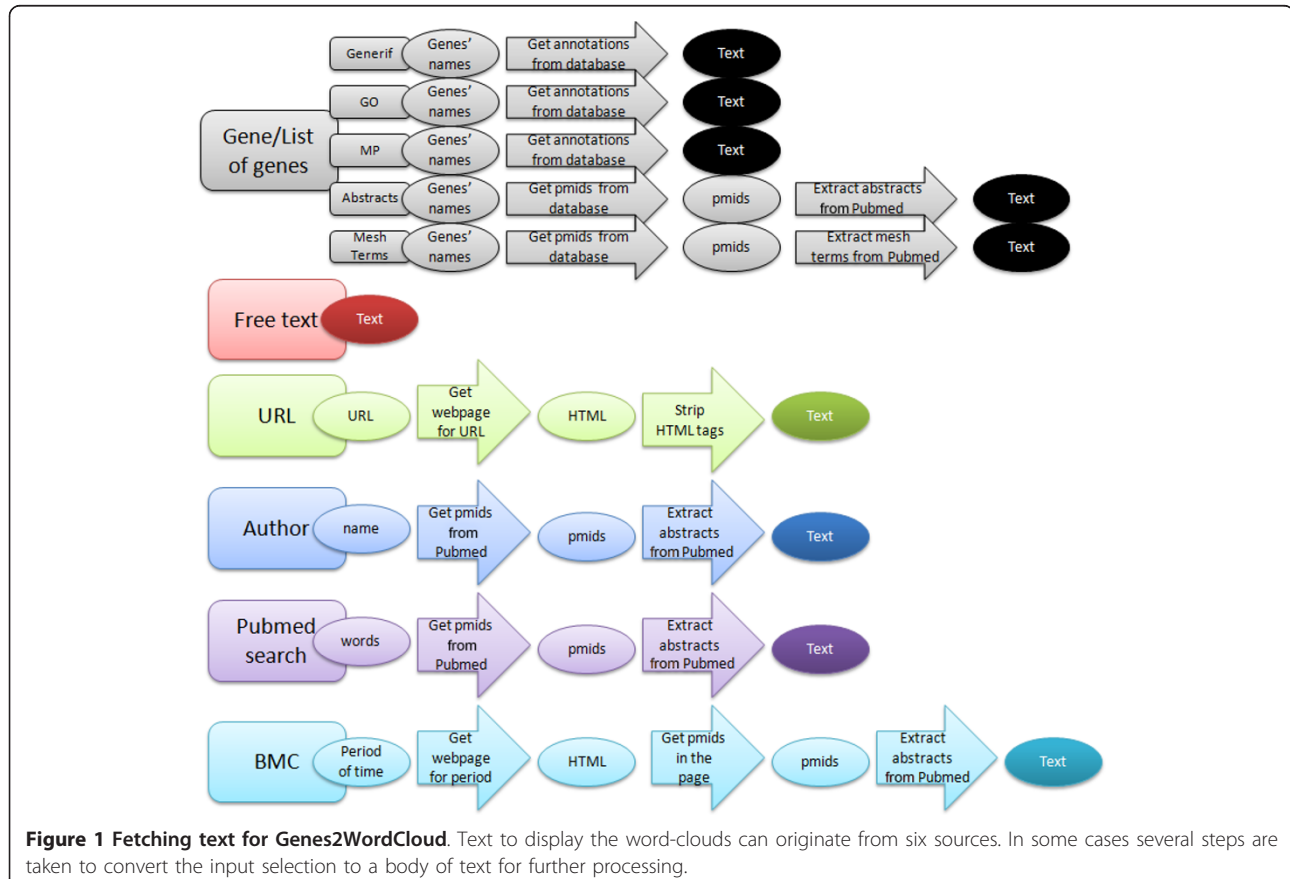 Generif
Genes'
names
Get annotations
from database
Text
GO
Genes'
names
Get annotations
from database
Text
Gene/List
of genes
MP
Genes'
names
Get annotations
from database
Text
Abstracts
Genes'
names
Get pmids from
database
pmids
Extract abstracts
from Pubmed
Text
Mesh
Terms
Genes'
names
Get pmids from
database
pmids
Extract mesh
terms from Pubmed
Text
Free text
Text
URL
URL
Get
webpage
for URL
HTML
Strip
HTML tags
Text
Author
name
Get pmids
from
Pubmed
pmids
Extract
abstracts
from Pubmed
Text
Pubmed
search
words
Get pmids
from
Pubmed
pmids
Extract
abstracts
from Pubmed
Text
BMC
Period
of time
Get
webpage
for period
HTML
Get pmids
in the
page
pmids
Extract
abstracts
from Pubmed
Text
Figure 1 Fetching text for Genes2WordCloud. Text to display the word-clouds can originate from six sources. In some cases several steps are
taken to convert the input selection to a body of text for further processing.